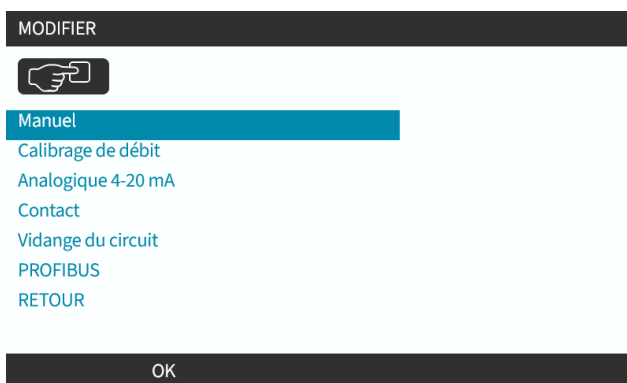 MODIFIER
Manuel
Calibrage de débit
Analogique 4-20 mA
Contact
Vidange du circuit
PROFIBUS
RETOUR
OK